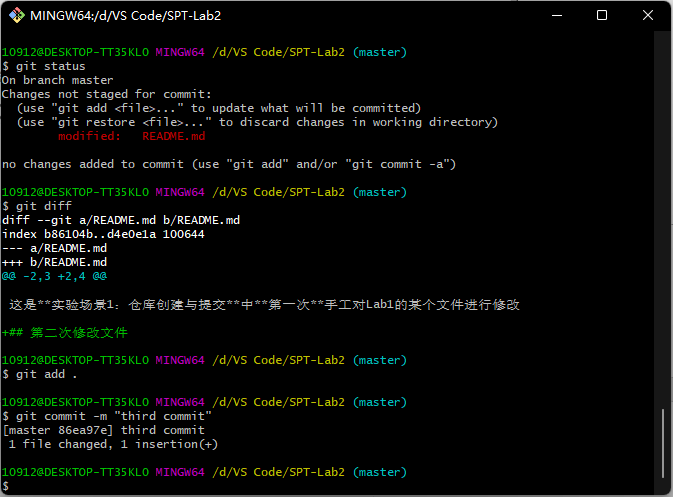 MINGW64:/d/VS Code/SPT-Lab2
10912@DESKTOP-TT35KLO MINGW64 /d/VS Code/SPT-Lab2 (master)
$ git status
On branch master
Changes not staged for commit:
  (use "git add <file>..." to update what will be committed)
  (use "git restore <file>..." to discard changes in working directory)
        modified:   README.md

no changes added to commit (use "git add" and/or "git commit -a")

10912@DESKTOP-TT35KLO MINGW64 /d/VS Code/SPT-Lab2 (master)
$ git diff
diff --git a/README.md b/README.md
index b86104b..d4e0e1a 100644
--- a/README.md
+++ b/README.md
@@ -2,3 +2,4 @@

 这是**实验场景1：仓库创建与提交**中**第一次**手工对Lab1的某个文件进行修改

+## 第二次修改文件

10912@DESKTOP-TT35KLO MINGW64 /d/VS Code/SPT-Lab2 (master)
$ git add .

10912@DESKTOP-TT35KLO MINGW64 /d/VS Code/SPT-Lab2 (master)
$ git commit -m "third commit"
[master 86ea97e] third commit
 1 file changed, 1 insertion(+)

10912@DESKTOP-TT35KLO MINGW64 /d/VS Code/SPT-Lab2 (master)
$